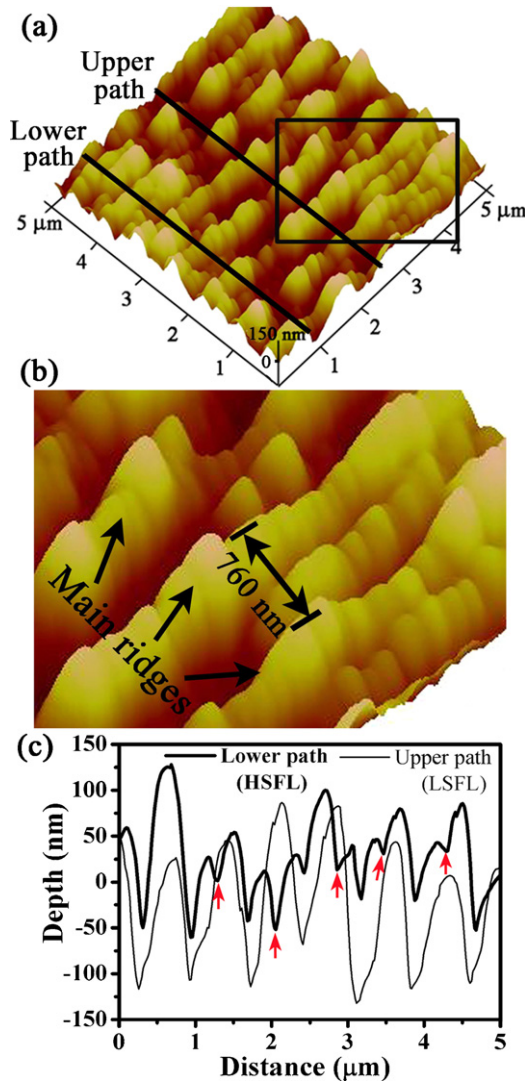 (a)
Upper
path
Lower
path
5 μm
4
3
2
1
150 nm
0
1
2
3
4
5 μm
(b)
760 nm
Main ridges
(c)
Lower path
(HSFL)
Upper path
(LSFL)
Depth (nm)
150
100
50
0
-50
-100
-150
0 1 2 3 4 5
Distance (μm)